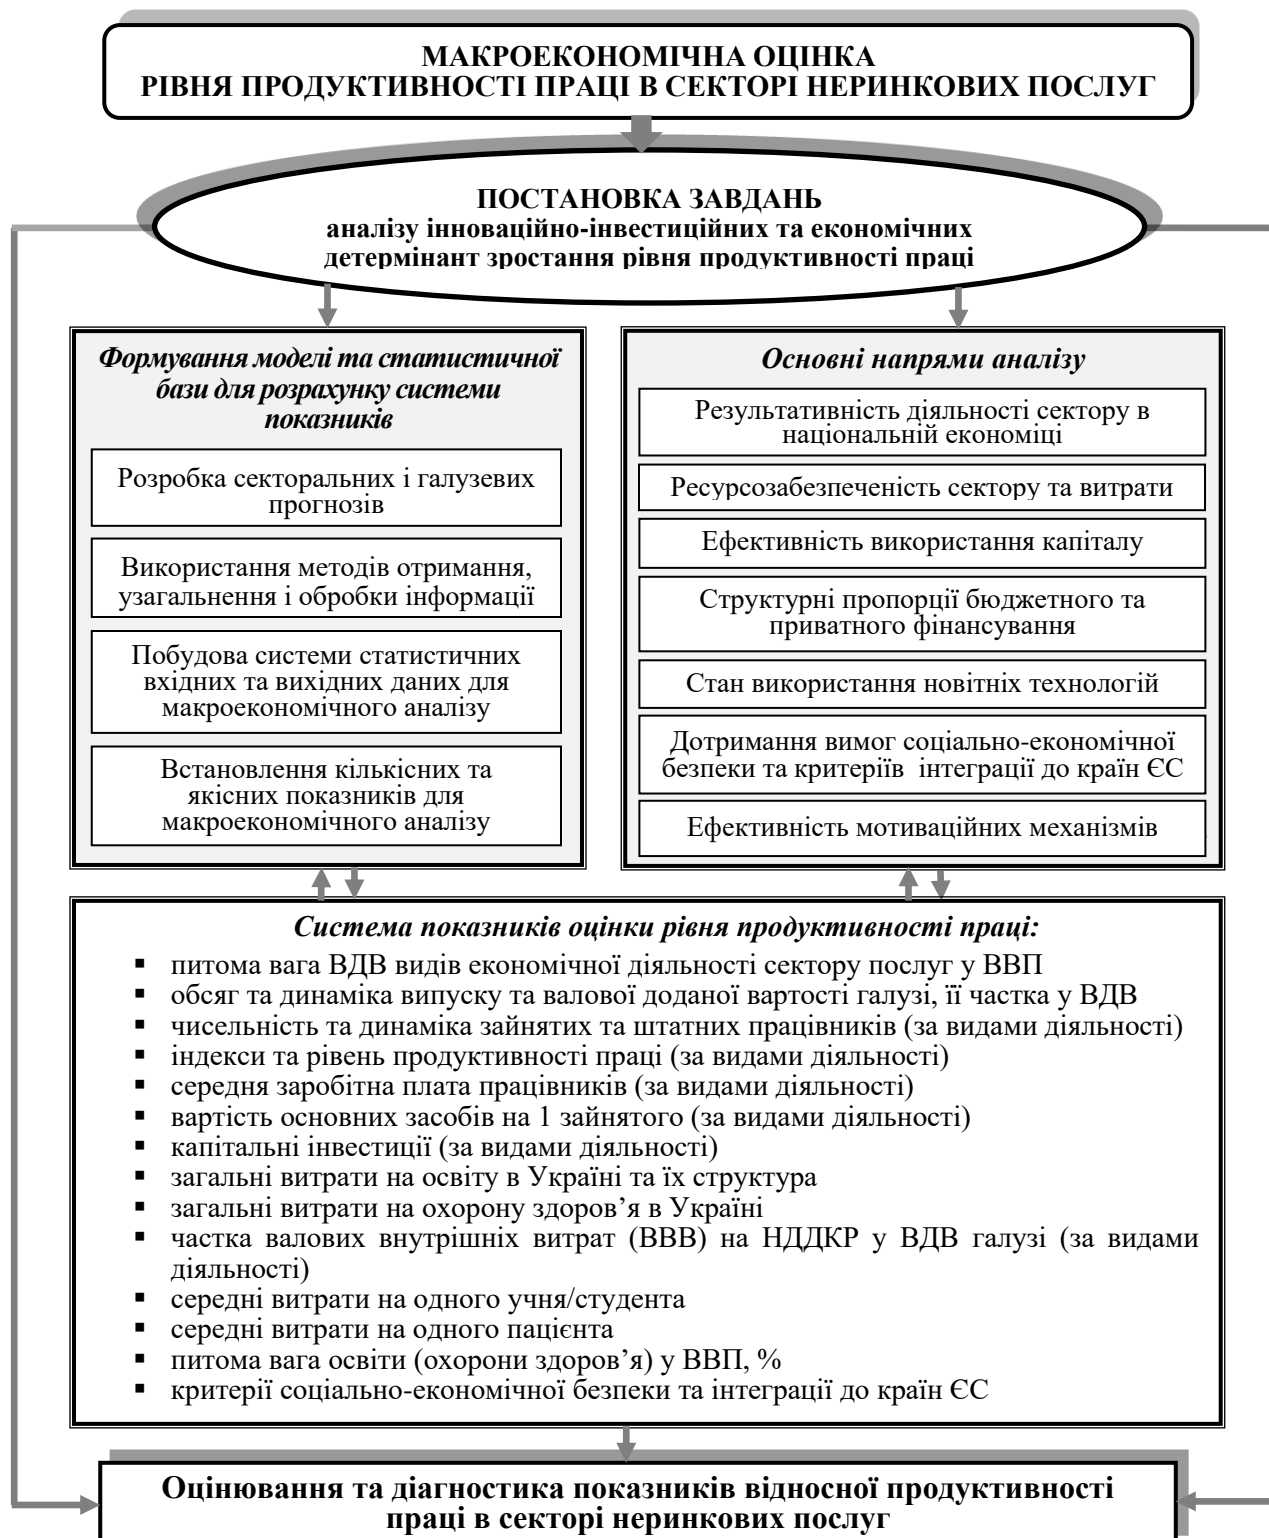 МАКРОЕКОНОМІЧНА ОЦІНКА
РІВНЯ ПРОДУКТИВНОСТІ ПРАЦІ В СЕКТОРІ НЕРИНКОВИХ ПОСЛУГ
ПОСТАНОВКА ЗАВДАНЬ
аналізу інноваційно-інвестиційних та економічних
детермінант зростання рівня продуктивності праці
Формування моделі та статистичної
бази для розрахунку системи
показників
Розробка секторальних і галузевих
прогнозів
Використання методів отримання,
узагальнення і обробки інформації
Побудова системи статистичних
вхідних та вихідних даних для
макроекономічного аналізу
Встановлення кількісних та
якісних показників для
макроекономічного аналізу
Основні напрями аналізу
Результативність діяльності сектору в
національній економіці
Ресурсозабезпеченість сектору та витрати
Ефективність використання капіталу
Структурні пропорції бюджетного та
приватного фінансування
Стан використання новітніх технологій
Дотримання вимог соціально-економічної
безпеки та критеріїв інтеграції до країн ЄС
Ефективність мотиваційних механізмів
Система показників оцінки рівня продуктивності праці:
▪ питома вага ВДВ видів економічної діяльності сектору послуг у ВВП
▪ обсяг та динаміка випуску та валової доданої вартості галузі, її частка у ВДВ
▪ чисельність та динаміка зайнятих та штатних працівників (за видами діяльності)
▪ індекси та рівень продуктивності праці (за видами діяльності)
▪ середня заробітна плата працівників (за видами діяльності)
▪ вартість основних засобів на 1 зайнятого (за видами діяльності)
▪ капітальні інвестиції (за видами діяльності)
▪ загальні витрати на освіту в Україні та їх структура
▪ загальні витрати на охорону здоров’я в Україні
▪ частка валових внутрішніх витрат (ВВВ) на НДДКР у ВДВ галузі (за видами
діяльності)
▪ середні витрати на одного учня/студента
▪ середні витрати на одного пацієнта
▪ питома вага освіти (охорони здоров’я) у ВВП, %
▪ критерії соціально-економічної безпеки та інтеграції до країн ЄС
Оцінювання та діагностика показників відносної продуктивності
праці в секторі неринкових послуг